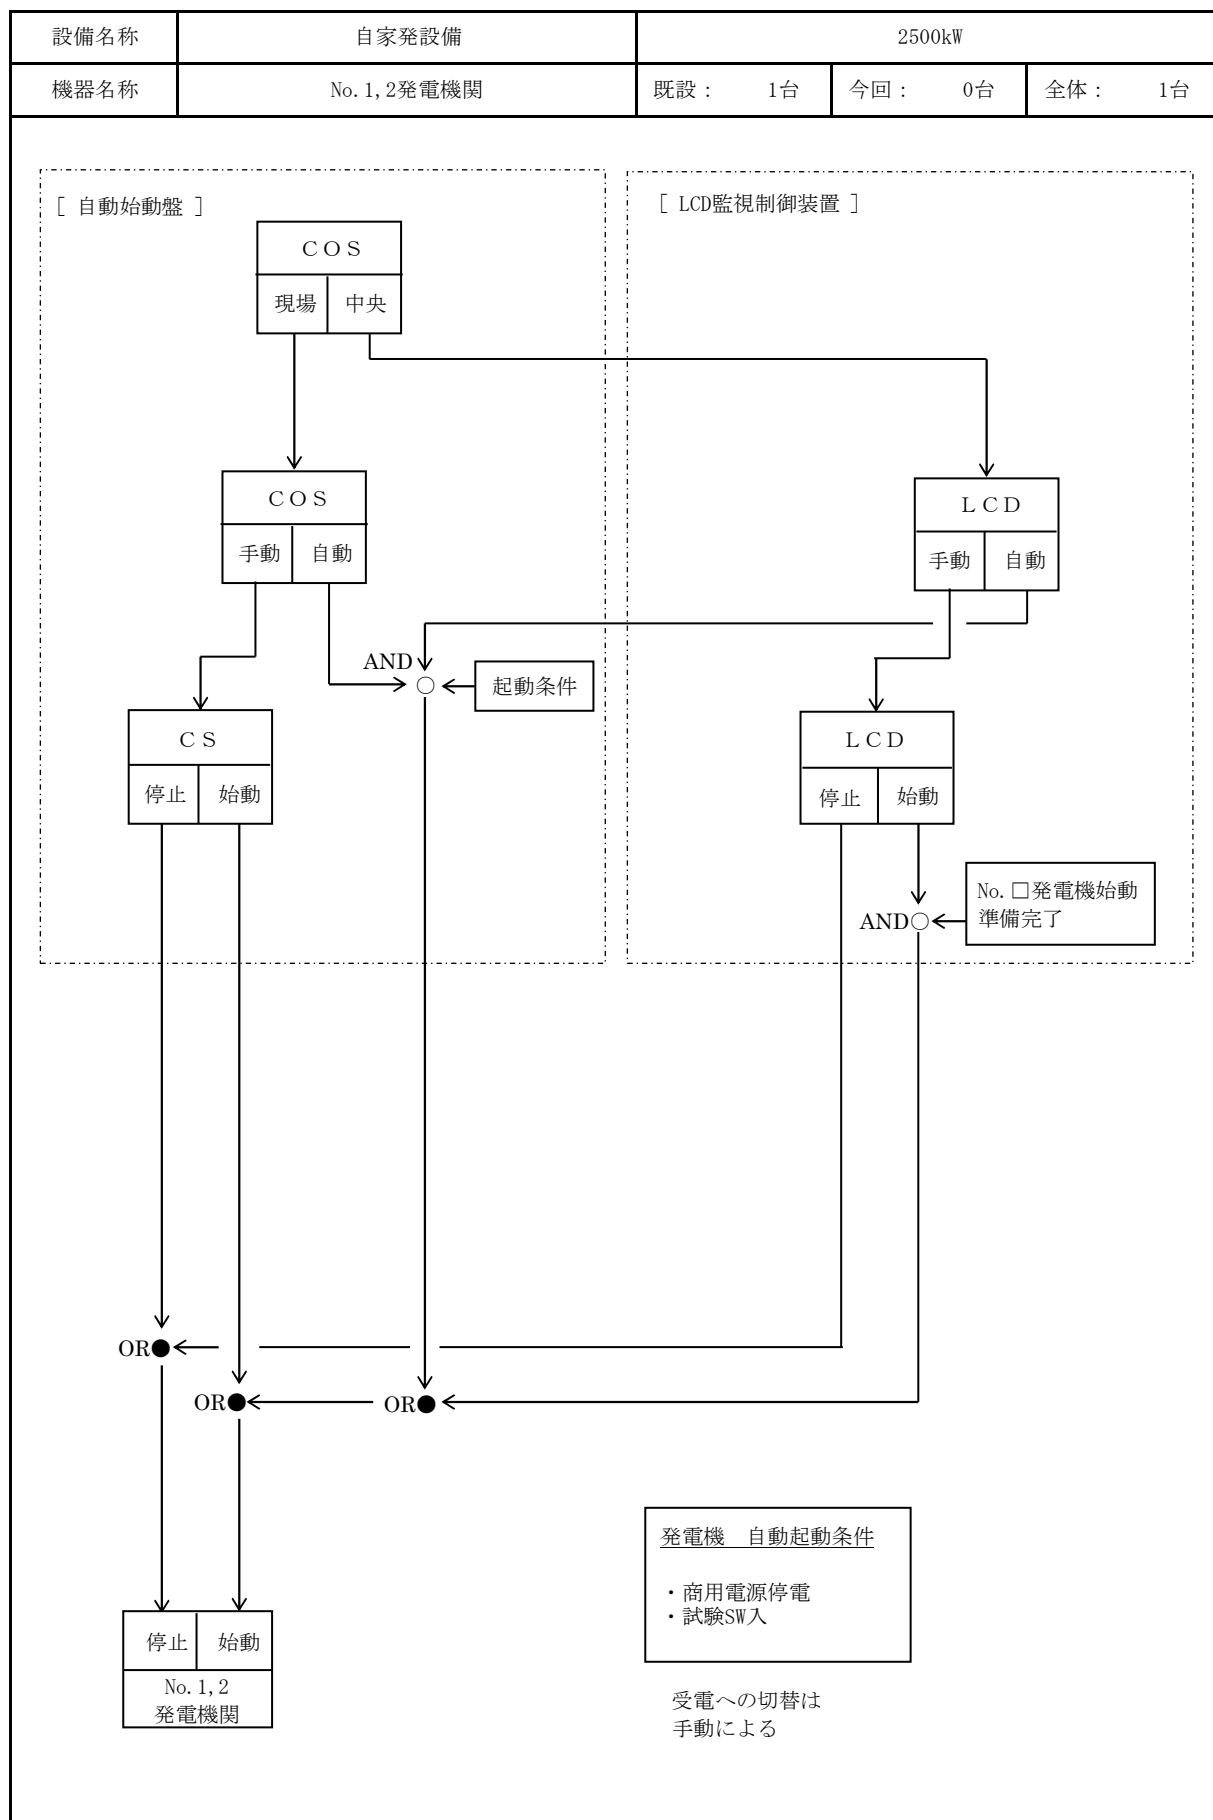 設備名称 自家発設備 2500kW
機器名称 No.1,2発電機関 既設： 1台 今回： 0台 全体： 1台
［ 自動始動盤 ］
［ LCD監視制御装置 ］
ＣＯＳ
現場 中央
ＣＯＳ
手動 自動
ＬＣＤ
手動 自動
AND○
起動条件
ＣＳ
停止 始動
ＬＣＤ
停止 始動
No.□発電機始動
準備完了
AND○
OR●
OR●
OR●
発電機　自動起動条件
・商用電源停電
・試験SW入
停止 始動
No.1,2
発電機関
受電への切替は
手動による